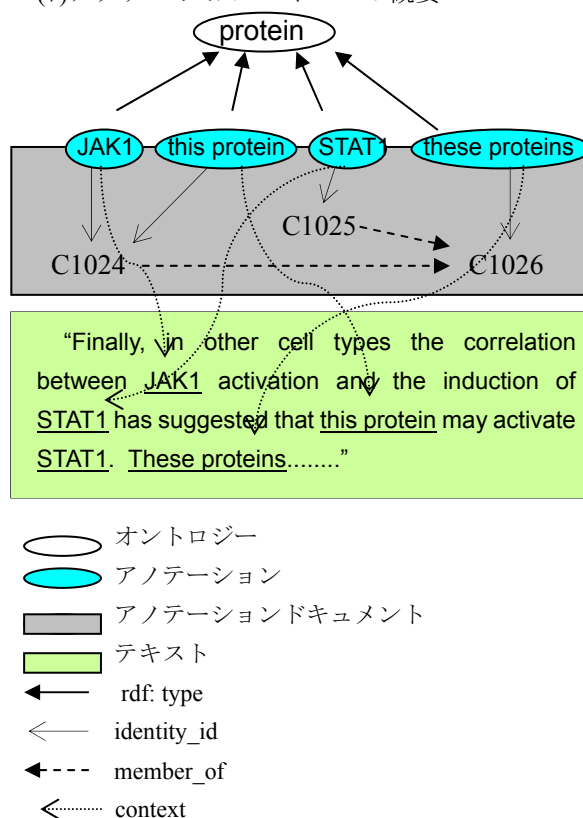 protein
JAK1 this protein STAT1 these proteins
C1025
C1024 C1026
“Finally, in other cell types the correlation
between JAK1 activation and the induction of
STAT1 has suggested that this protein may activate
STAT1. These proteins........”
オントロジー
アノテーション
アノテーションドキュメント
テキスト
rdf: type
identity_id
member_of
context